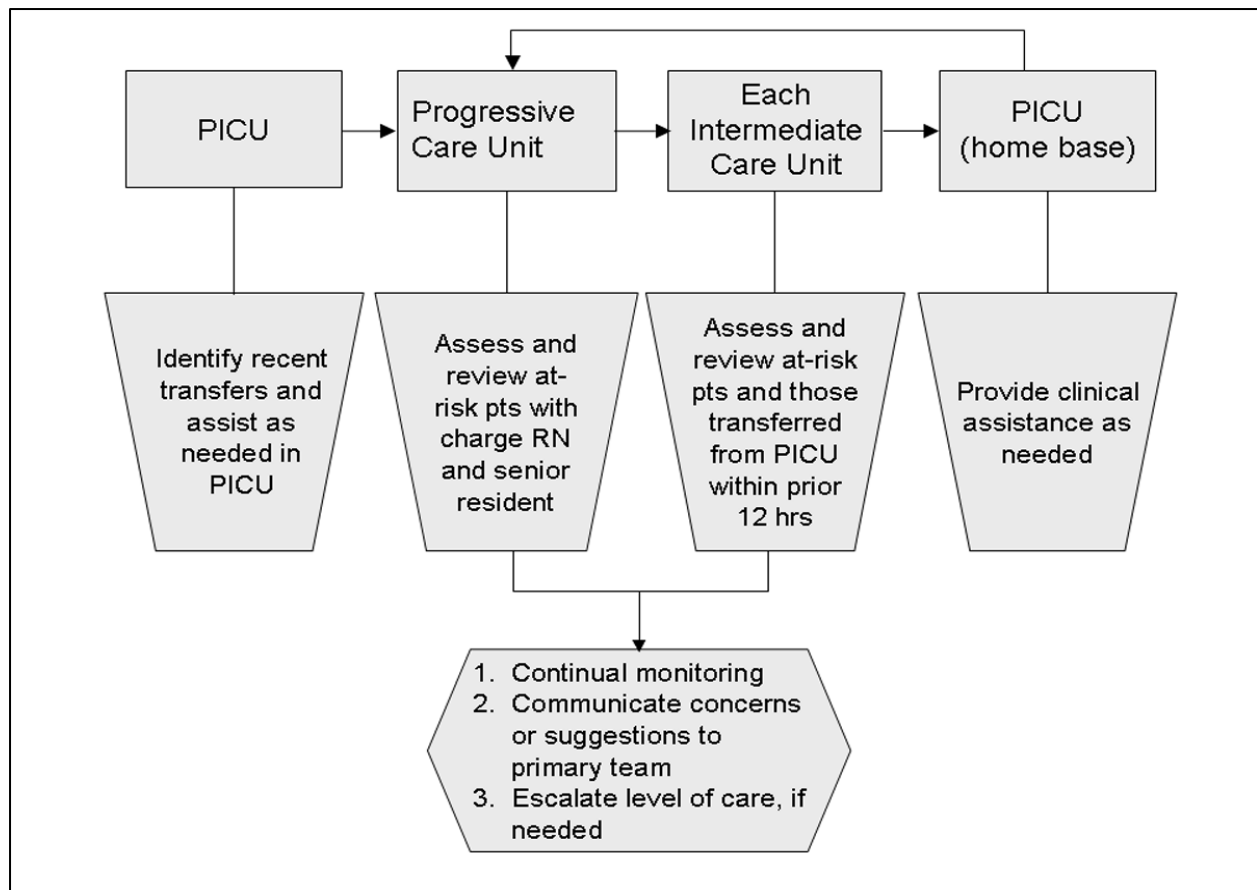 PICU
Progressive
Care Unit
Each
Intermediate
Care Unit
PICU
(home base)
Identify recent
transfers and
assist as
needed in
PICU
Assess and
review at-
risk pts with
charge RN
and senior
resident
Assess and
review at-risk
pts and those
transferred
from PICU
within prior
12 hrs
Provide clinical
assistance as
needed
1. Continual monitoring
2. Communicate concerns
or suggestions to
primary team
3. Escalate level of care, if
needed